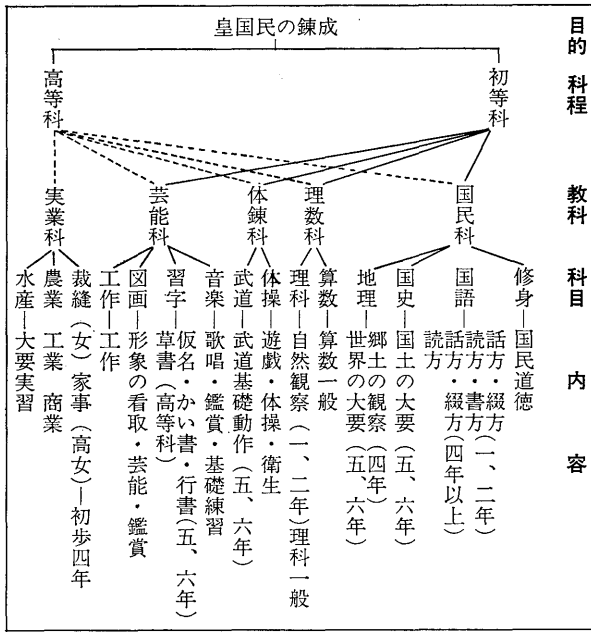 皇国民の錬成
目的
科程
教科
科目
内容
初等科
高等科
国民科
理数科
体錬科
芸能科
実業科
修身―国民道徳
国語
話方・綴方
読方・書方(一、二年)
話方・綴方(四年以上)
読方
国史―国土の大要(五、六年)
地理
郷土の観察(四年)
世界の大要(五、六年)
算数―算数一般
理科―自然観察(一、二年)理科一般
体操―遊戯・体操・衛生
武道―武道基礎動作(五、六年)
音楽―歌唱・鑑賞・基礎練習
習字
仮名・かい書・行書(五、六年)
草書(高等科)
図画―形象の看取・芸能・鑑賞
工作―工作
裁縫(女)家事(高女)―初歩四年
農業 工業 商業
水産―大要実習